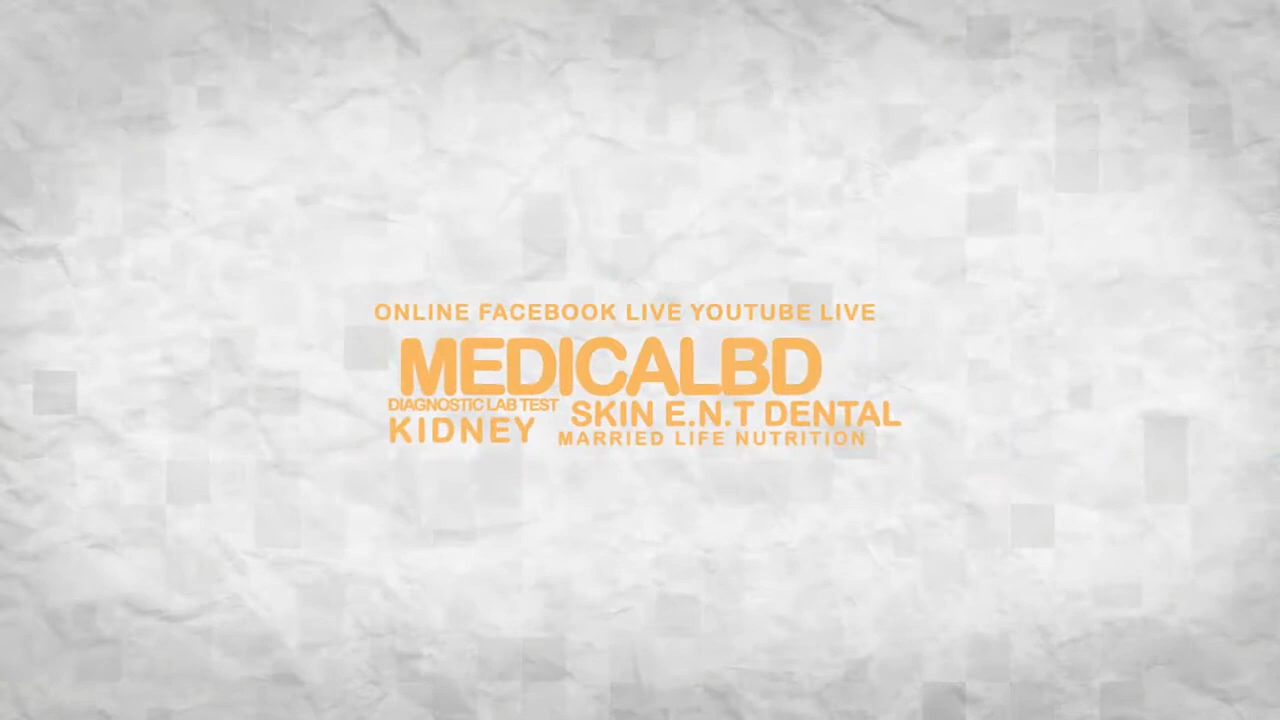 ONLINE FACEBOOK LIVE YOUTUBE LIVE
MEDICALBD
DIAGNOSTIC LAB TEST
SKIN E.N.T DENTAL
KIDNEY
MARRIED LIFE NUTRITION